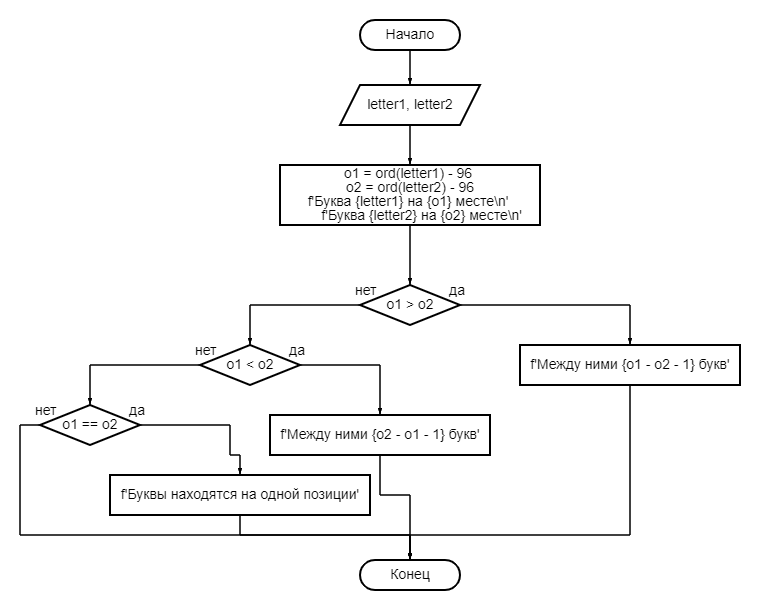 Начало
letter1, letter2
o1 = ord(letter1) - 96
o2 = ord(letter2) - 96
f'Буква {letter1} на {o1} месте\n'
f'Буква {letter2} на {o2} месте\n'
нет
да
o1 > o2
нет
да
o1 < o2
f'Между ними {o1 - o2 - 1} букв'
нет
да
o1 == o2
f'Между ними {o2 - o1 - 1} букв'
f'Буквы находятся на одной позиции'
Конец